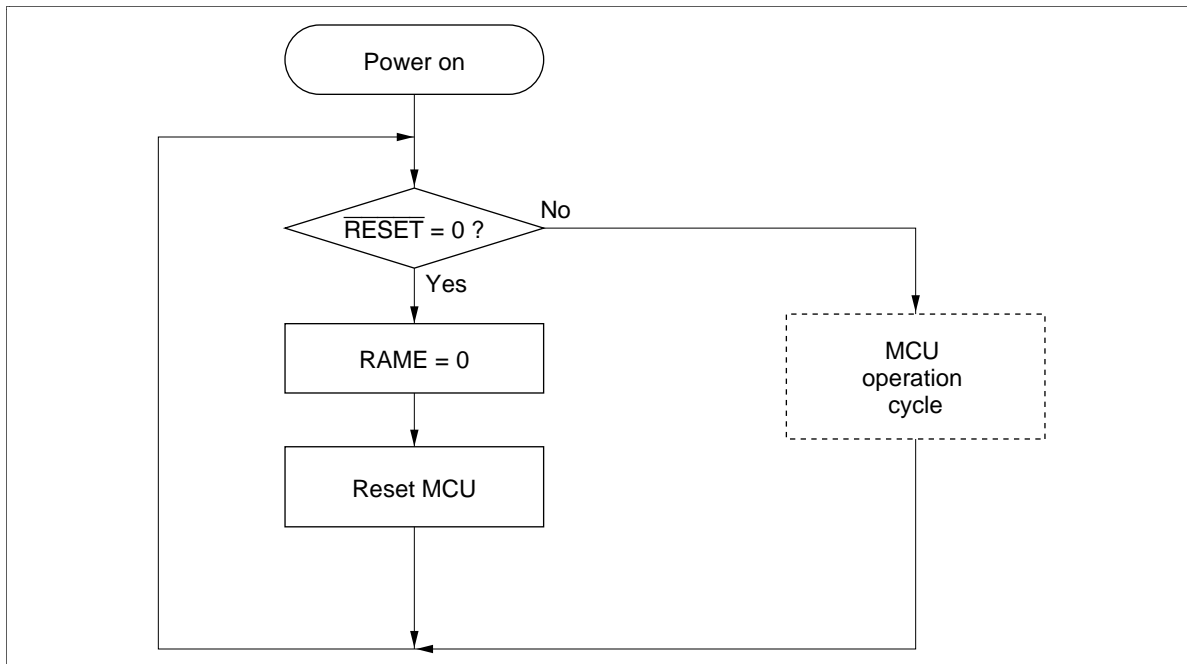 Power on
RESET = 0 ?
No
Yes
RAME = 0
MCU
operation
cycle
Reset MCU